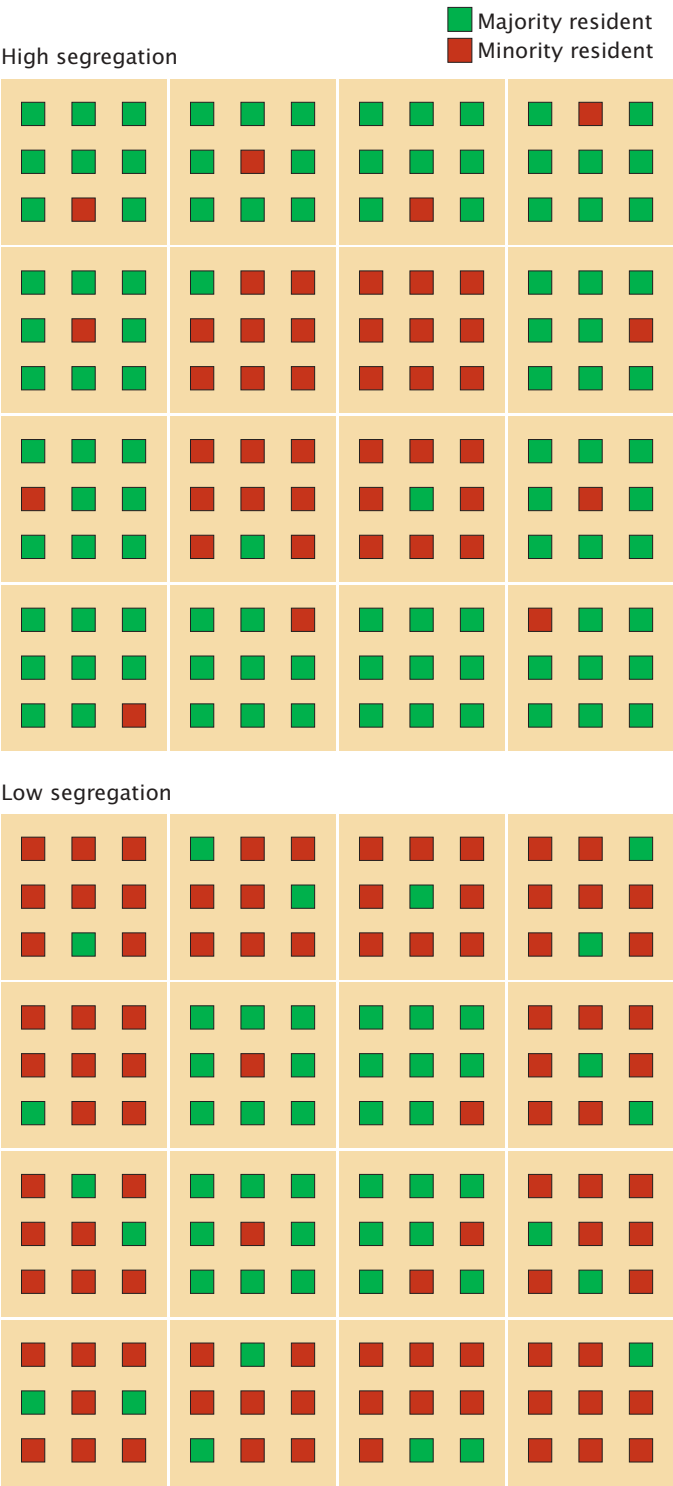 Majority resident
Minority resident
High segregation
Low segregation